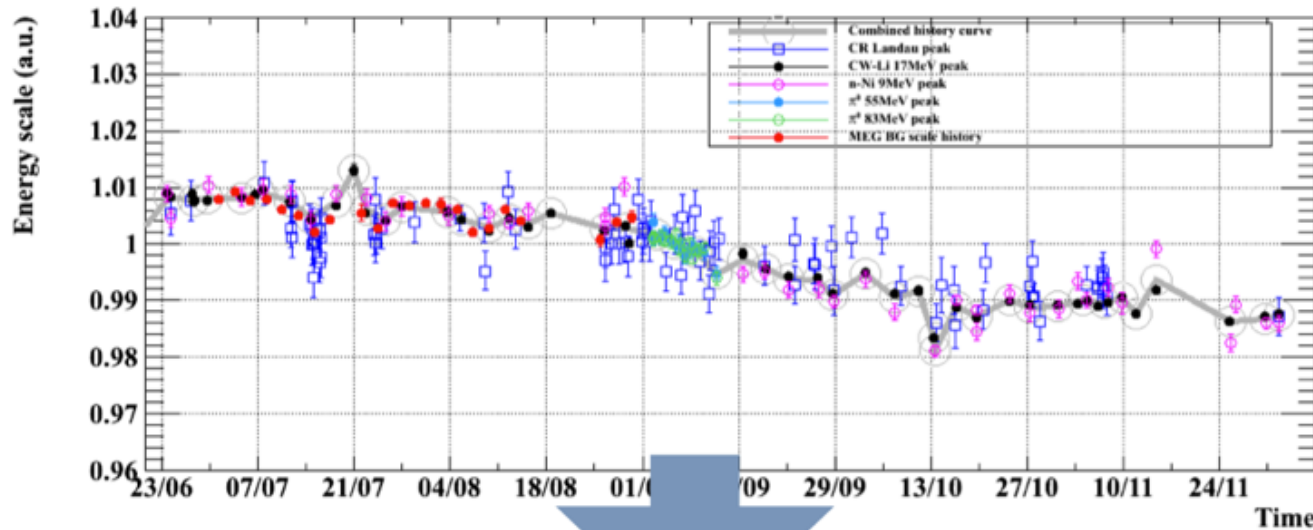 Energy scale (a.u.)
1.04
1.03
1.02
1.01
1
0.99
0.98
0.97
0.96
Combined history curve
CR Landau peak
CW-Li 17MeV peak
n-Ni 9MeV peak
π⁰ 55MeV peak
π⁰ 83MeV peak
MEG BG scale history
23/06 07/07 21/07 04/08 18/08 01/ /09 29/09 13/10 27/10 10/11 24/11
Time